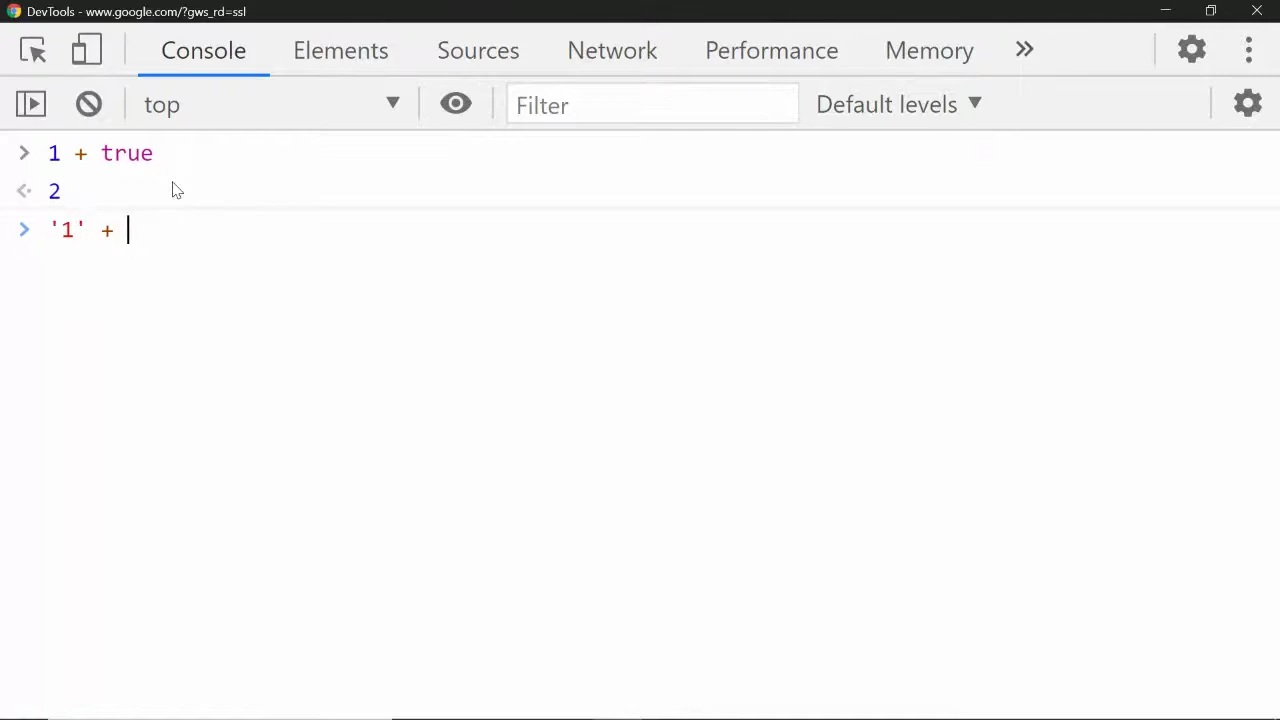 DevTools - www.google.com/?gws_rd=ssl
Console Elements Sources Network Performance Memory
top Filter Default levels
1 + true
2
'1' +